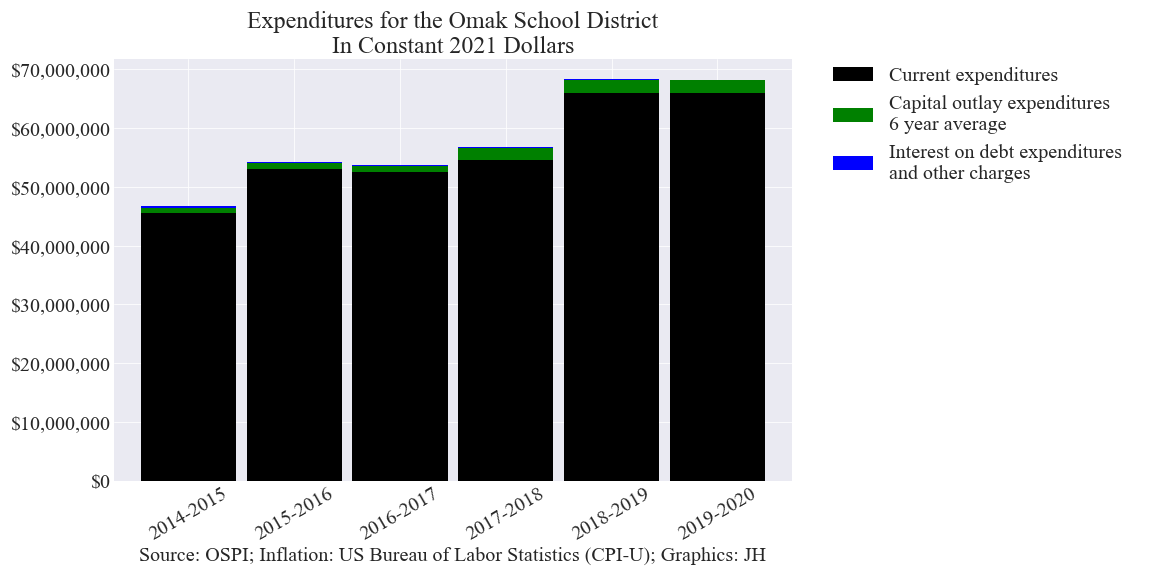 Expenditures for the Omak School District
In Constant 2021 Dollars
$70,000,000
$60,000,000
$50,000,000
$40,000,000
$30,000,000
$20,000,000
$10,000,000
$0
2014-2015
2015-2016
2016-2017
2017-2018
2018-2019
2019-2020
Source: OSPI; Inflation: US Bureau of Labor Statistics (CPI-U); Graphics: JH
Current expenditures
Capital outlay expenditures
6 year average
Interest on debt expenditures
and other charges